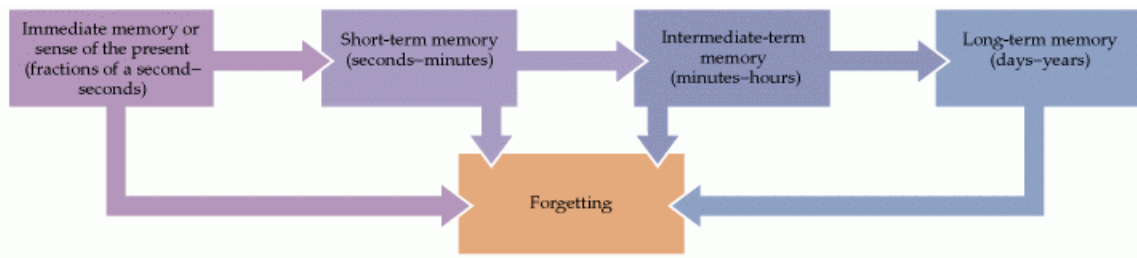 Immediate memory or
sense of the present
(fractions of a second–
seconds)
Short-term memory
(seconds–minutes)
Intermediate-term
memory
(minutes–hours)
Long-term memory
(days–years)
Forgetting